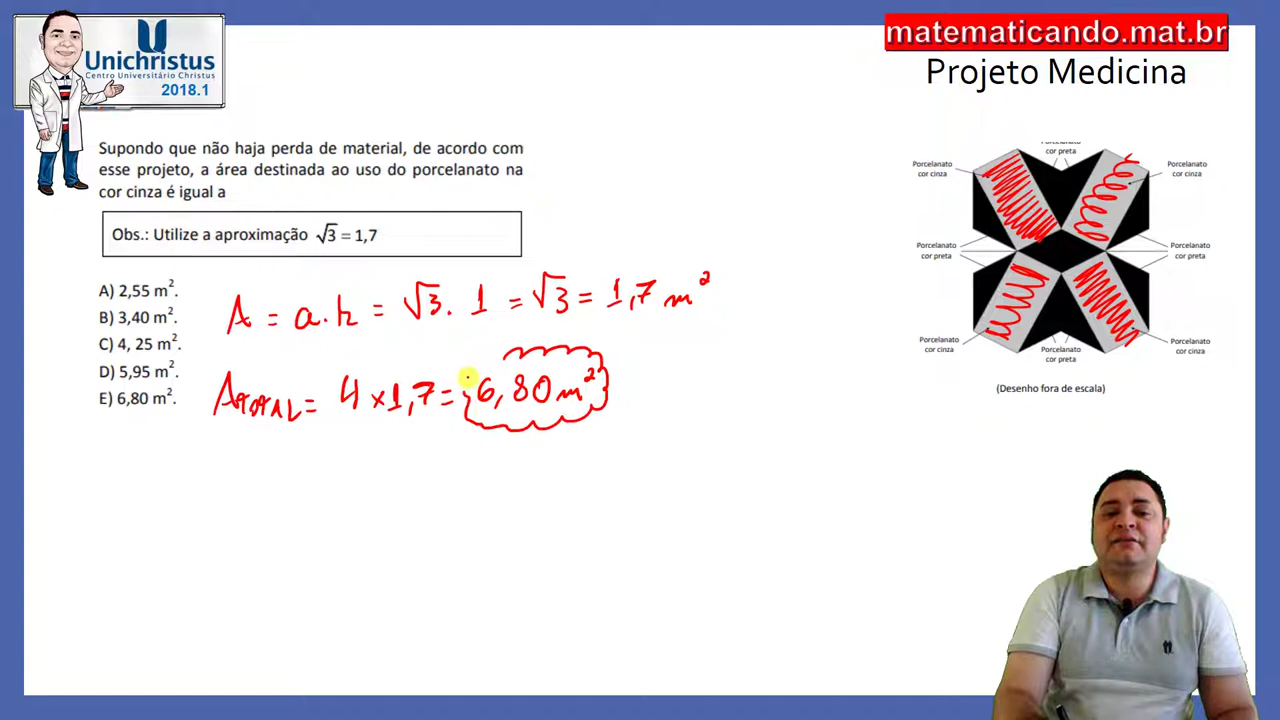 Unichristus
Centro Universitário Christus
2018.1
matematicando.mat.br
Projeto Medicina
Supondo que não haja perda de material, de acordo com
esse projeto, a área destinada ao uso do porcelanato na
cor cinza é igual a
Obs.: Utilize a aproximação √3 = 1,7
A) 2,55 m².
B) 3,40 m².
C) 4, 25 m².
D) 5,95 m².
E) 6,80 m².
A = a.h = √3. 1 = √3 = 1,7 m²
ATOTAL = 4 x 1,7 = 6,80 m²
Porcelanato
cor preta
Porcelanato
cor cinza
Porcelanato
cor cinza
Porcelanato
cor preta
Porcelanato
cor preta
Porcelanato
cor cinza
Porcelanato
cor preta
Porcelanato
cor cinza
(Desenho fora de escala)